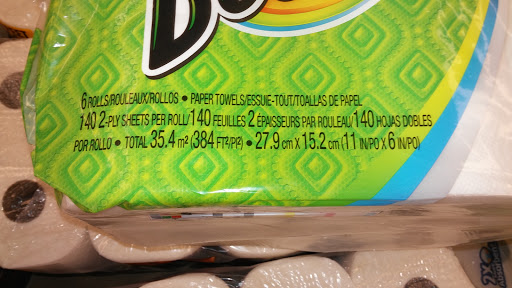 6 ROLLS/ROULEAUX/ROLLOS • PAPER TOWELS/ESSUIE-TOUT/TOALLAS DE PAPEL
140 2-PLY SHEETS PER ROLL/140 FEUILLES 2 ÉPAISSEURS PAR ROULEAU/140 HOJAS DOBLES
POR ROLLO • TOTAL 35.4 m² (384 FT²/PI²) • 27.9 cm X 15.2 cm (11 IN/PO X 6 IN/PO)